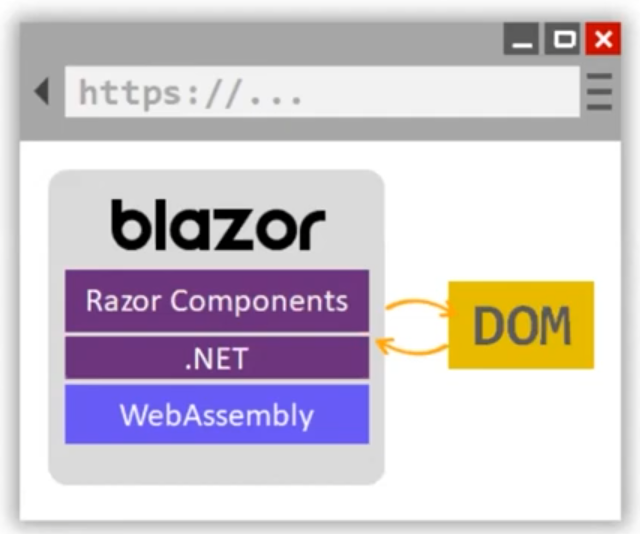 https://...
blazor
Razor Components
.NET
WebAssembly
DOM